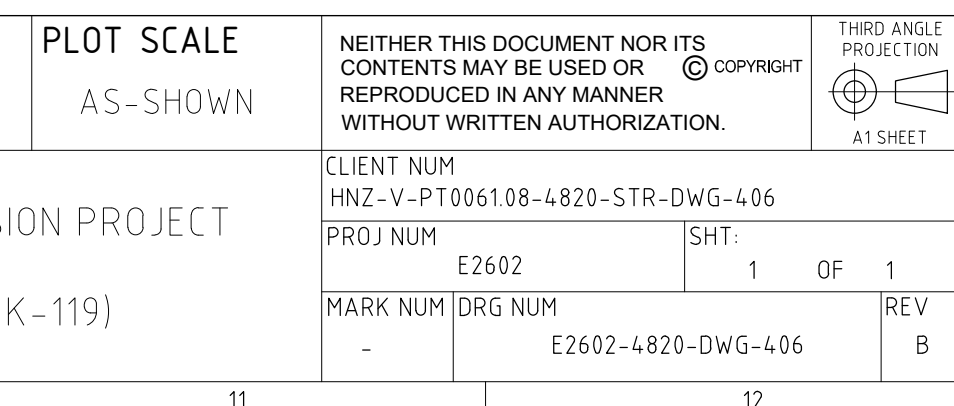 PLOT SCALE
AS-SHOWN
NEITHER THIS DOCUMENT NOR ITS
CONTENTS MAY BE USED OR © COPYRIGHT
REPRODUCED IN ANY MANNER
WITHOUT WRITTEN AUTHORIZATION.
THIRD ANGLE
PROJECTION
A1 SHEET
CLIENT NUM
HNZ-V-PT0061.08-4820-STR-DWG-406
PROJECT
PROJ NUM
E2602
SHT:
1 OF 1
K-119)
MARK NUM
-
DRG NUM
E2602-4820-DWG-406
REV
B
11 12